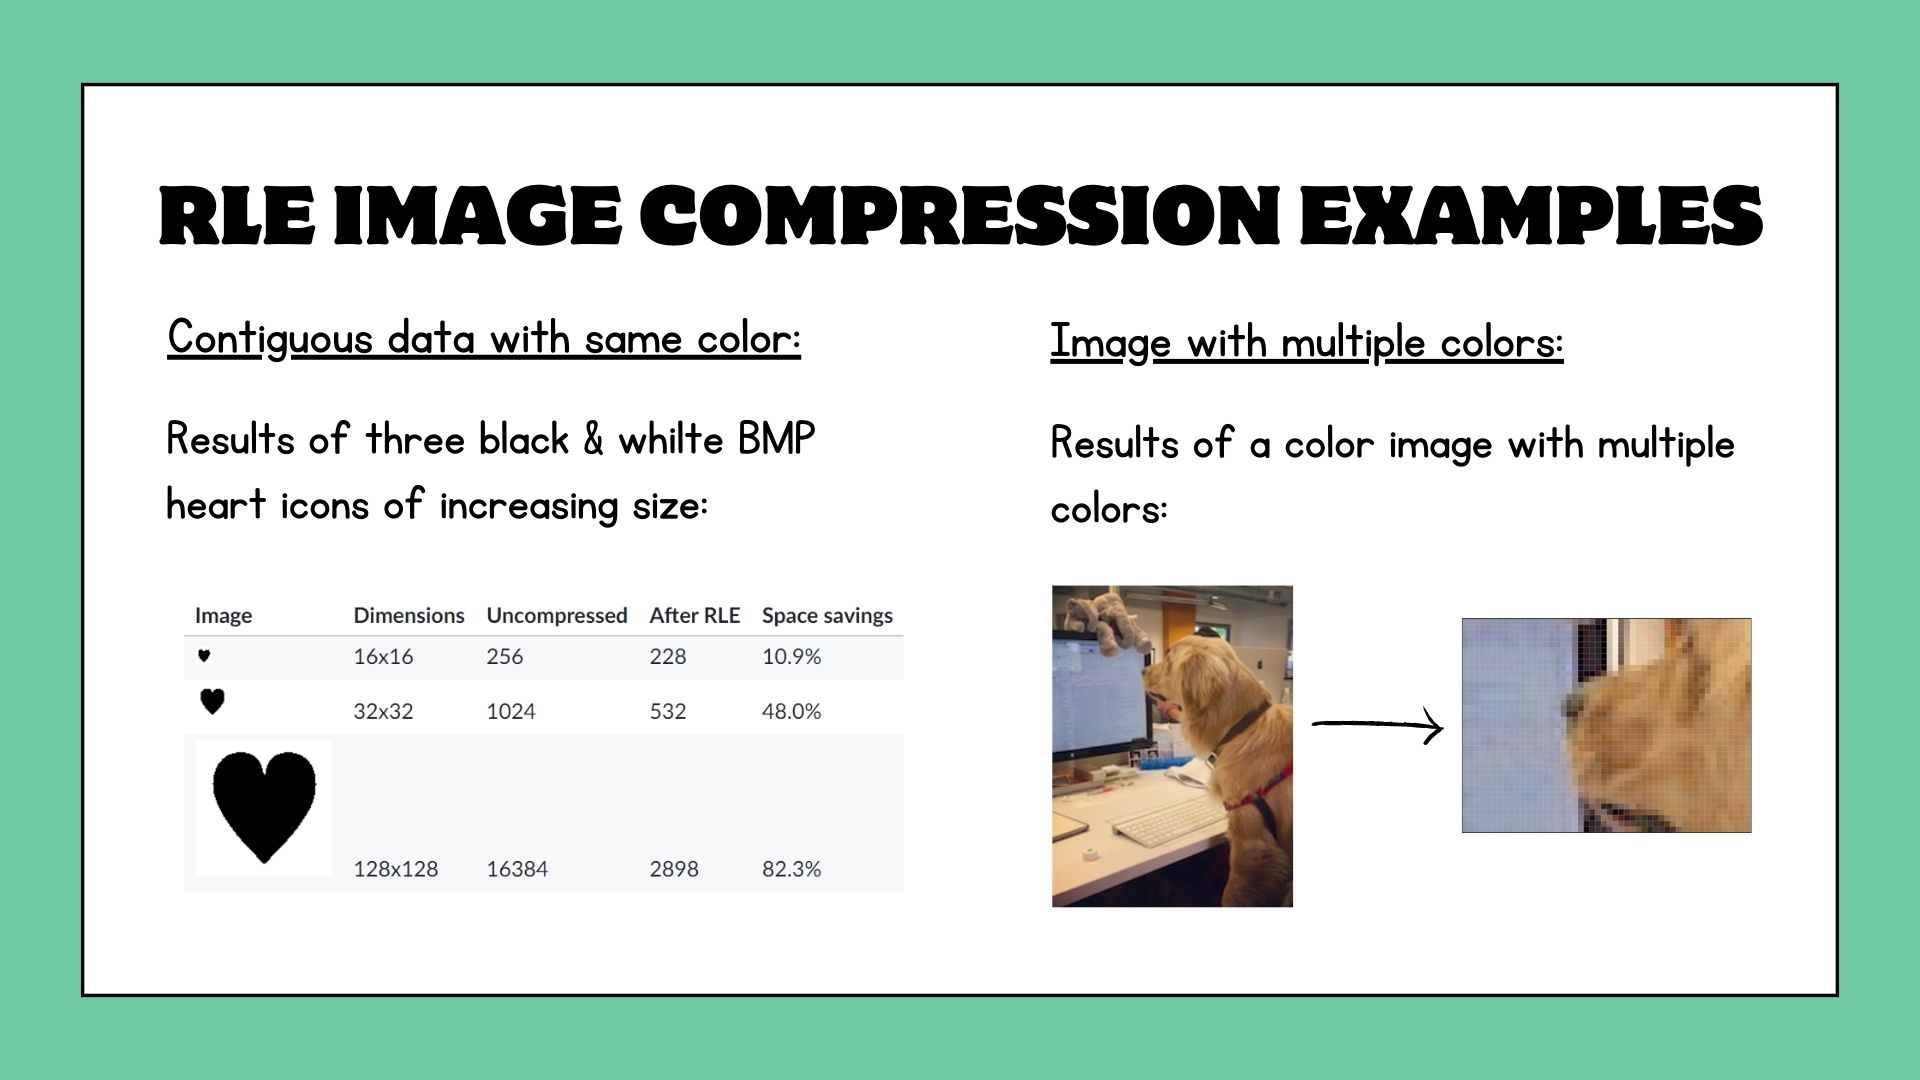 RLE IMAGE COMPRESSION EXAMPLES
Contiguous data with same color:
Results of three black & whilte BMP
heart icons of increasing size:
Image Dimensions Uncompressed After RLE Space savings
16x16 256 228 10.9%
32x32 1024 532 48.0%
128x128 16384 2898 82.3%
Image with multiple colors:
Results of a color image with multiple
colors: